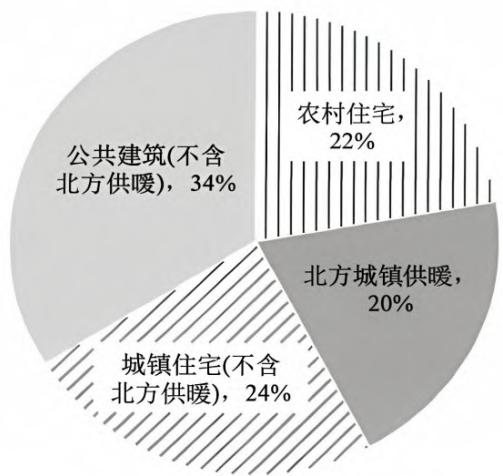 农村住宅，
22%
公共建筑(不含
北方供暖)，34%
北方城镇供暖，
20%
城镇住宅(不含
北方供暖)，24%